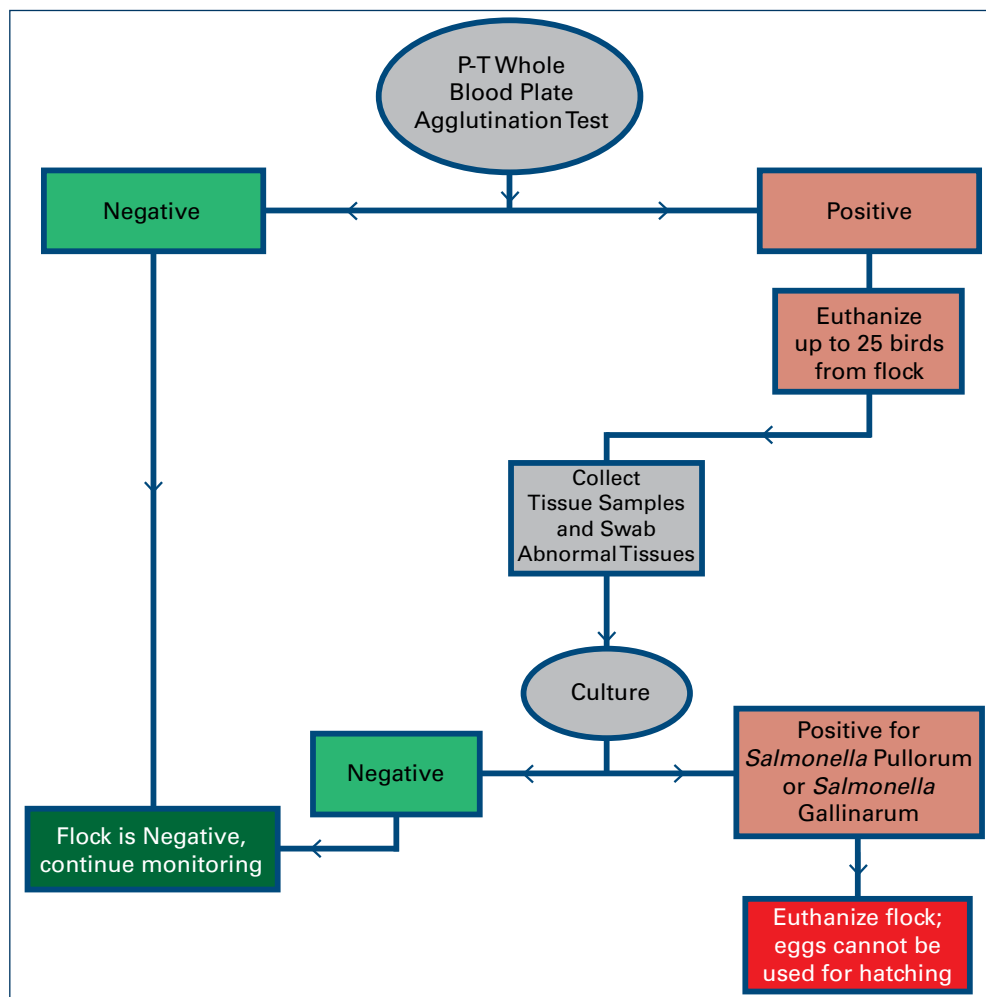 P-T Whole
Blood Plate
Agglutination Test
Negative
Positive
Euthanize
up to 25 birds
from flock
Collect
Tissue Samples
and Swab
Abnormal Tissues
Culture
Negative
Positive for
Salmonella Pullorum
or Salmonella
Gallinarum
Flock is Negative,
continue monitoring
Euthanize flock;
eggs cannot be
used for hatching